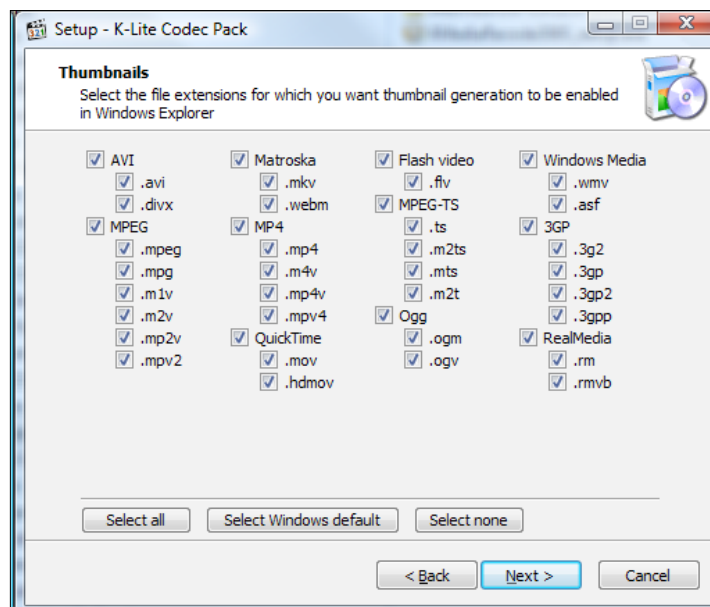 Setup - K-Lite Codec Pack
Thumbnails
Select the file extensions for which you want thumbnail generation to be enabled
in Windows Explorer
AVI
.avi
.divx
MPEG
.mpeg
.mpg
.m1v
.m2v
.mp2v
.mpv2
Matroska
.mkv
.webm
MP4
.mp4
.m4v
.mp4v
.mpv4
QuickTime
.mov
.hdmov
Flash video
.flv
MPEG-TS
.ts
.m2ts
.mts
.m2t
Ogg
.ogm
.ogv
Windows Media
.wmv
.asf
3GP
.3g2
.3gp
.3gp2
.3gpp
RealMedia
.rm
.rmvb
Select all
Select Windows default
Select none
< Back
Next >
Cancel